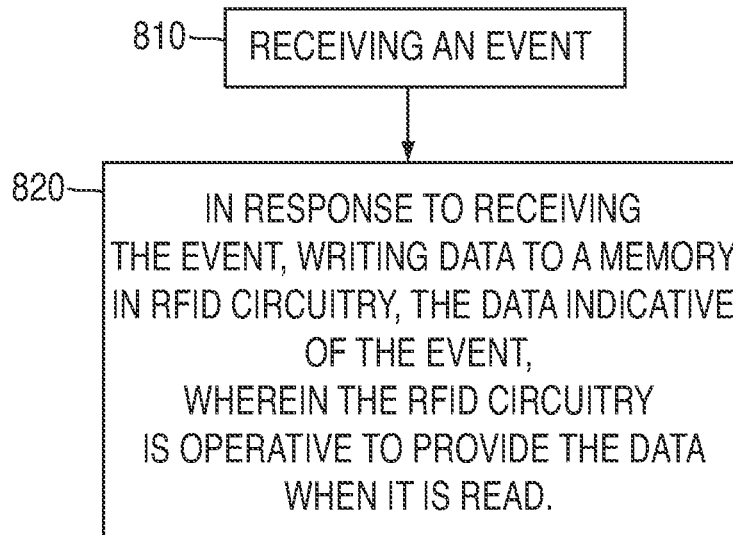 810
RECEIVING AN EVENT
820
IN RESPONSE TO RECEIVING
THE EVENT, WRITING DATA TO A MEMORY
IN RFID CIRCUITRY, THE DATA INDICATIVE
OF THE EVENT,
WHEREIN THE RFID CIRCUITRY
IS OPERATIVE TO PROVIDE THE DATA
WHEN IT IS READ.